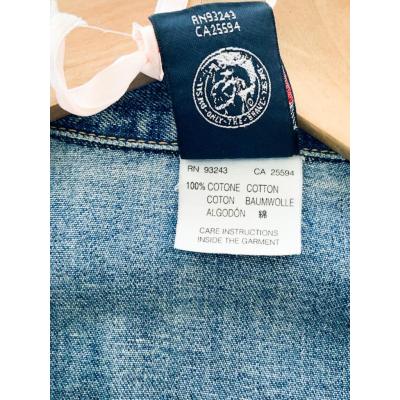 RN93243
CA25594
DIESEL·ONLY·THE·BRAVE·
RN 93243 CA 25594
100% COTONE COTTON
COTON BAUMWOLLE
ALGODÓN 綿
CARE INSTRUCTIONS
INSIDE THE GARMENT